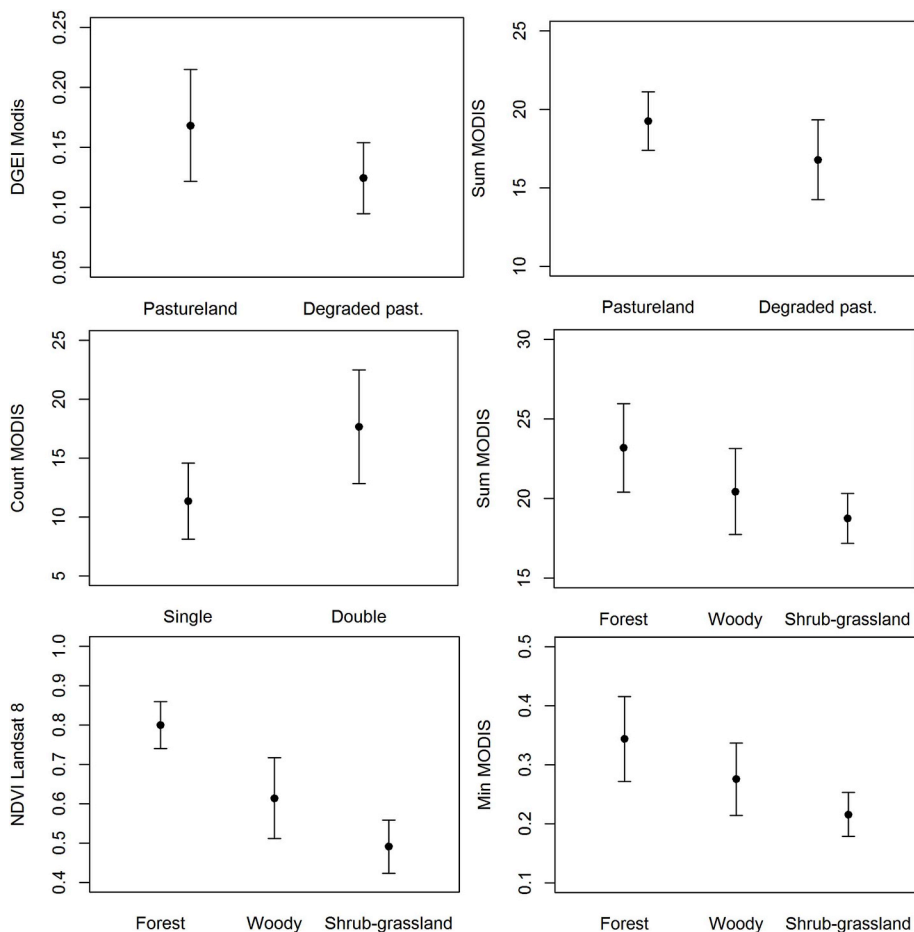 DGEI Modis
0.25
0.20
0.15
0.10
0.05
Pastureland Degraded past.
Sum MODIS
25
20
15
10
Pastureland Degraded past.
Count MODIS
25
20
15
10
5
Single Double
Sum MODIS
30
25
20
15
Forest Woody Shrub-grassland
NDVI Landsat 8
1.0
0.9
0.8
0.7
0.6
0.5
0.4
Forest Woody Shrub-grassland
Min MODIS
0.5
0.4
0.3
0.2
0.1
Forest Woody Shrub-grassland